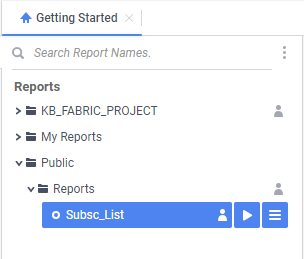 Getting Started
Search Report Names.
Reports
KB_FABRIC_PROJECT
My Reports
Public
Reports
Subsc_List